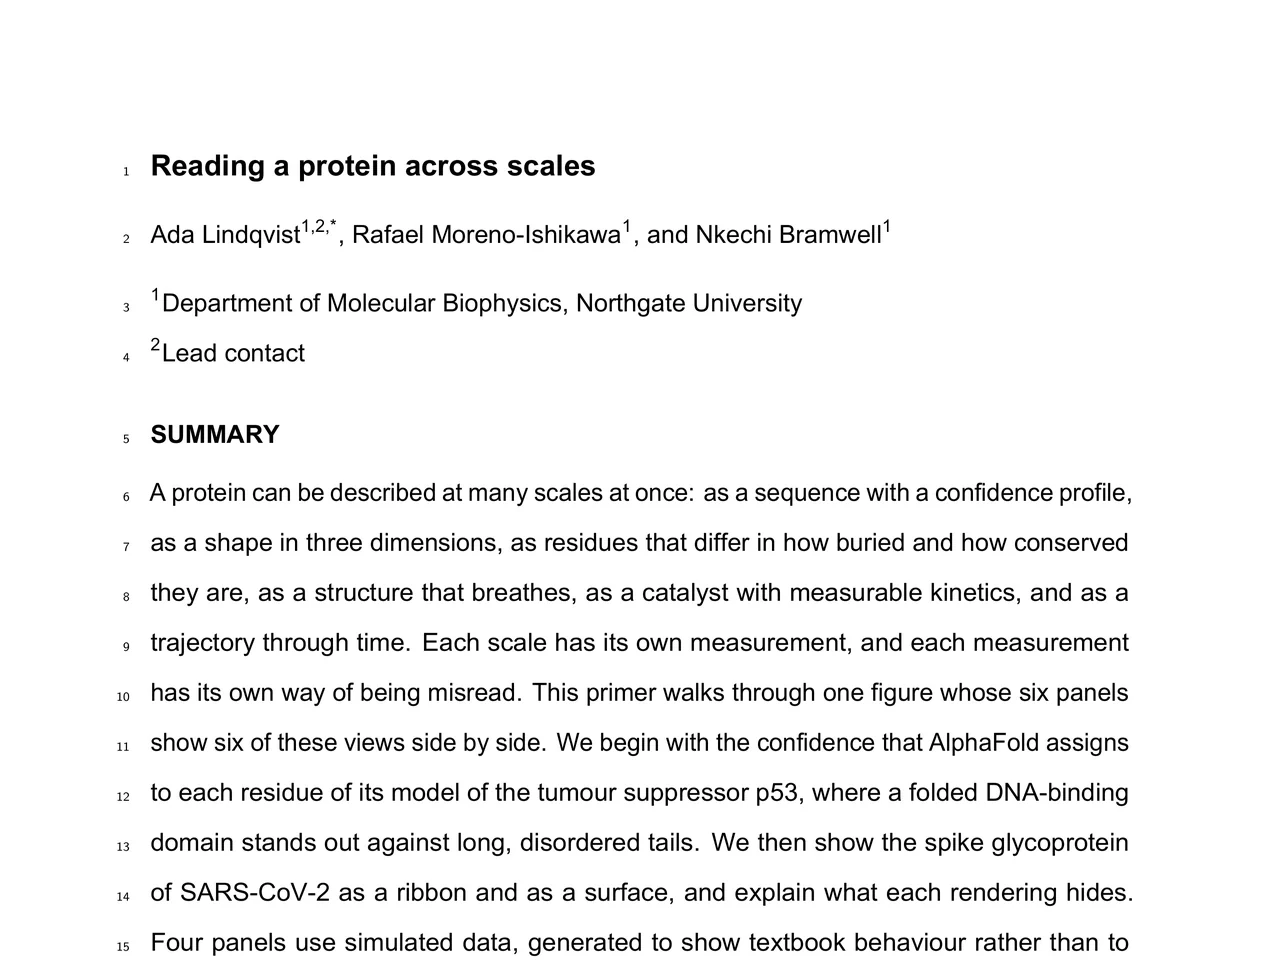 1 Reading a protein across scales
2 Ada Lindqvist1,2,*, Rafael Moreno-Ishikawa1, and Nkechi Bramwell1
3 1Department of Molecular Biophysics, Northgate University
4 2Lead contact
5 SUMMARY
6 A protein can be described at many scales at once: as a sequence with a confidence profile,
7 as a shape in three dimensions, as residues that differ in how buried and how conserved
8 they are, as a structure that breathes, as a catalyst with measurable kinetics, and as a
9 trajectory through time. Each scale has its own measurement, and each measurement
10 has its own way of being misread. This primer walks through one figure whose six panels
11 show six of these views side by side. We begin with the confidence that AlphaFold assigns
12 to each residue of its model of the tumour suppressor p53, where a folded DNA-binding
13 domain stands out against long, disordered tails. We then show the spike glycoprotein
14 of SARS-CoV-2 as a ribbon and as a surface, and explain what each rendering hides.
15 Four panels use simulated data, generated to show textbook behaviour rather than to